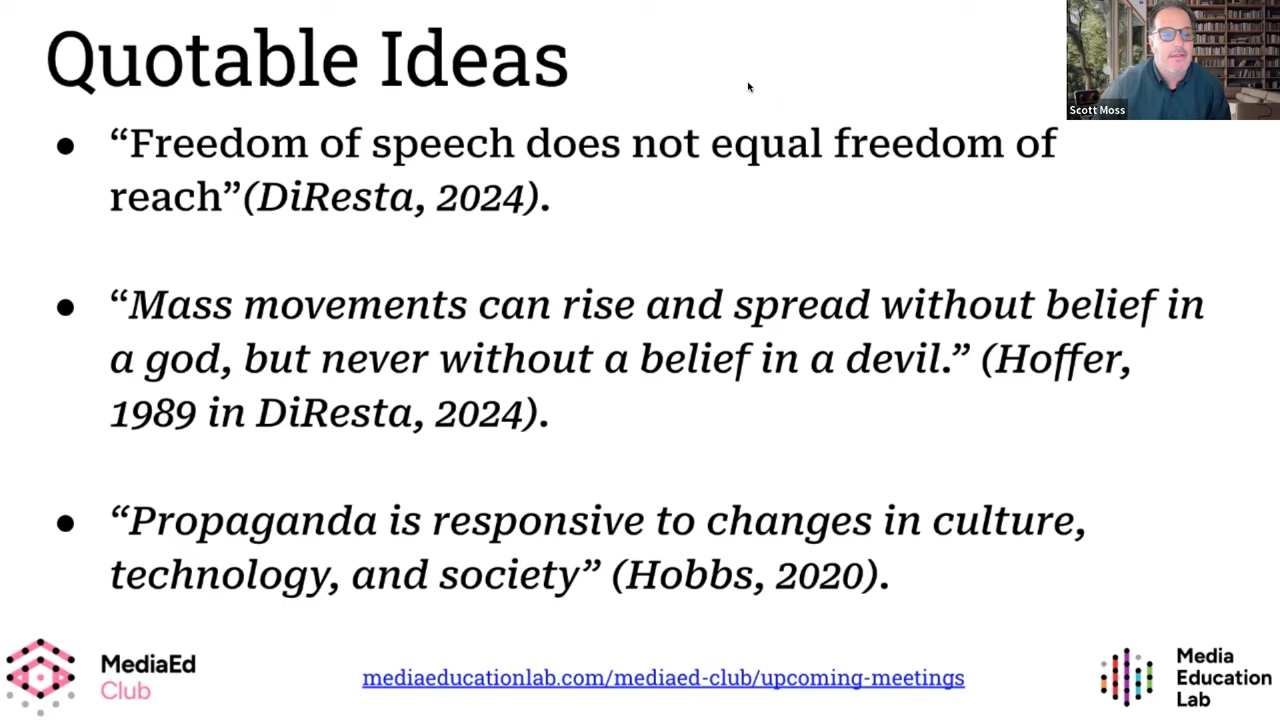 Quotable Ideas
Scott Moss
● “Freedom of speech does not equal freedom of
reach”(DiResta, 2024).
● “Mass movements can rise and spread without belief in
a god, but never without a belief in a devil.” (Hoffer,
1989 in DiResta, 2024).
● “Propaganda is responsive to changes in culture,
technology, and society” (Hobbs, 2020).
MediaEd
Club
mediaeducationlab.com/mediaed-club/upcoming-meetings
Media
Education
Lab